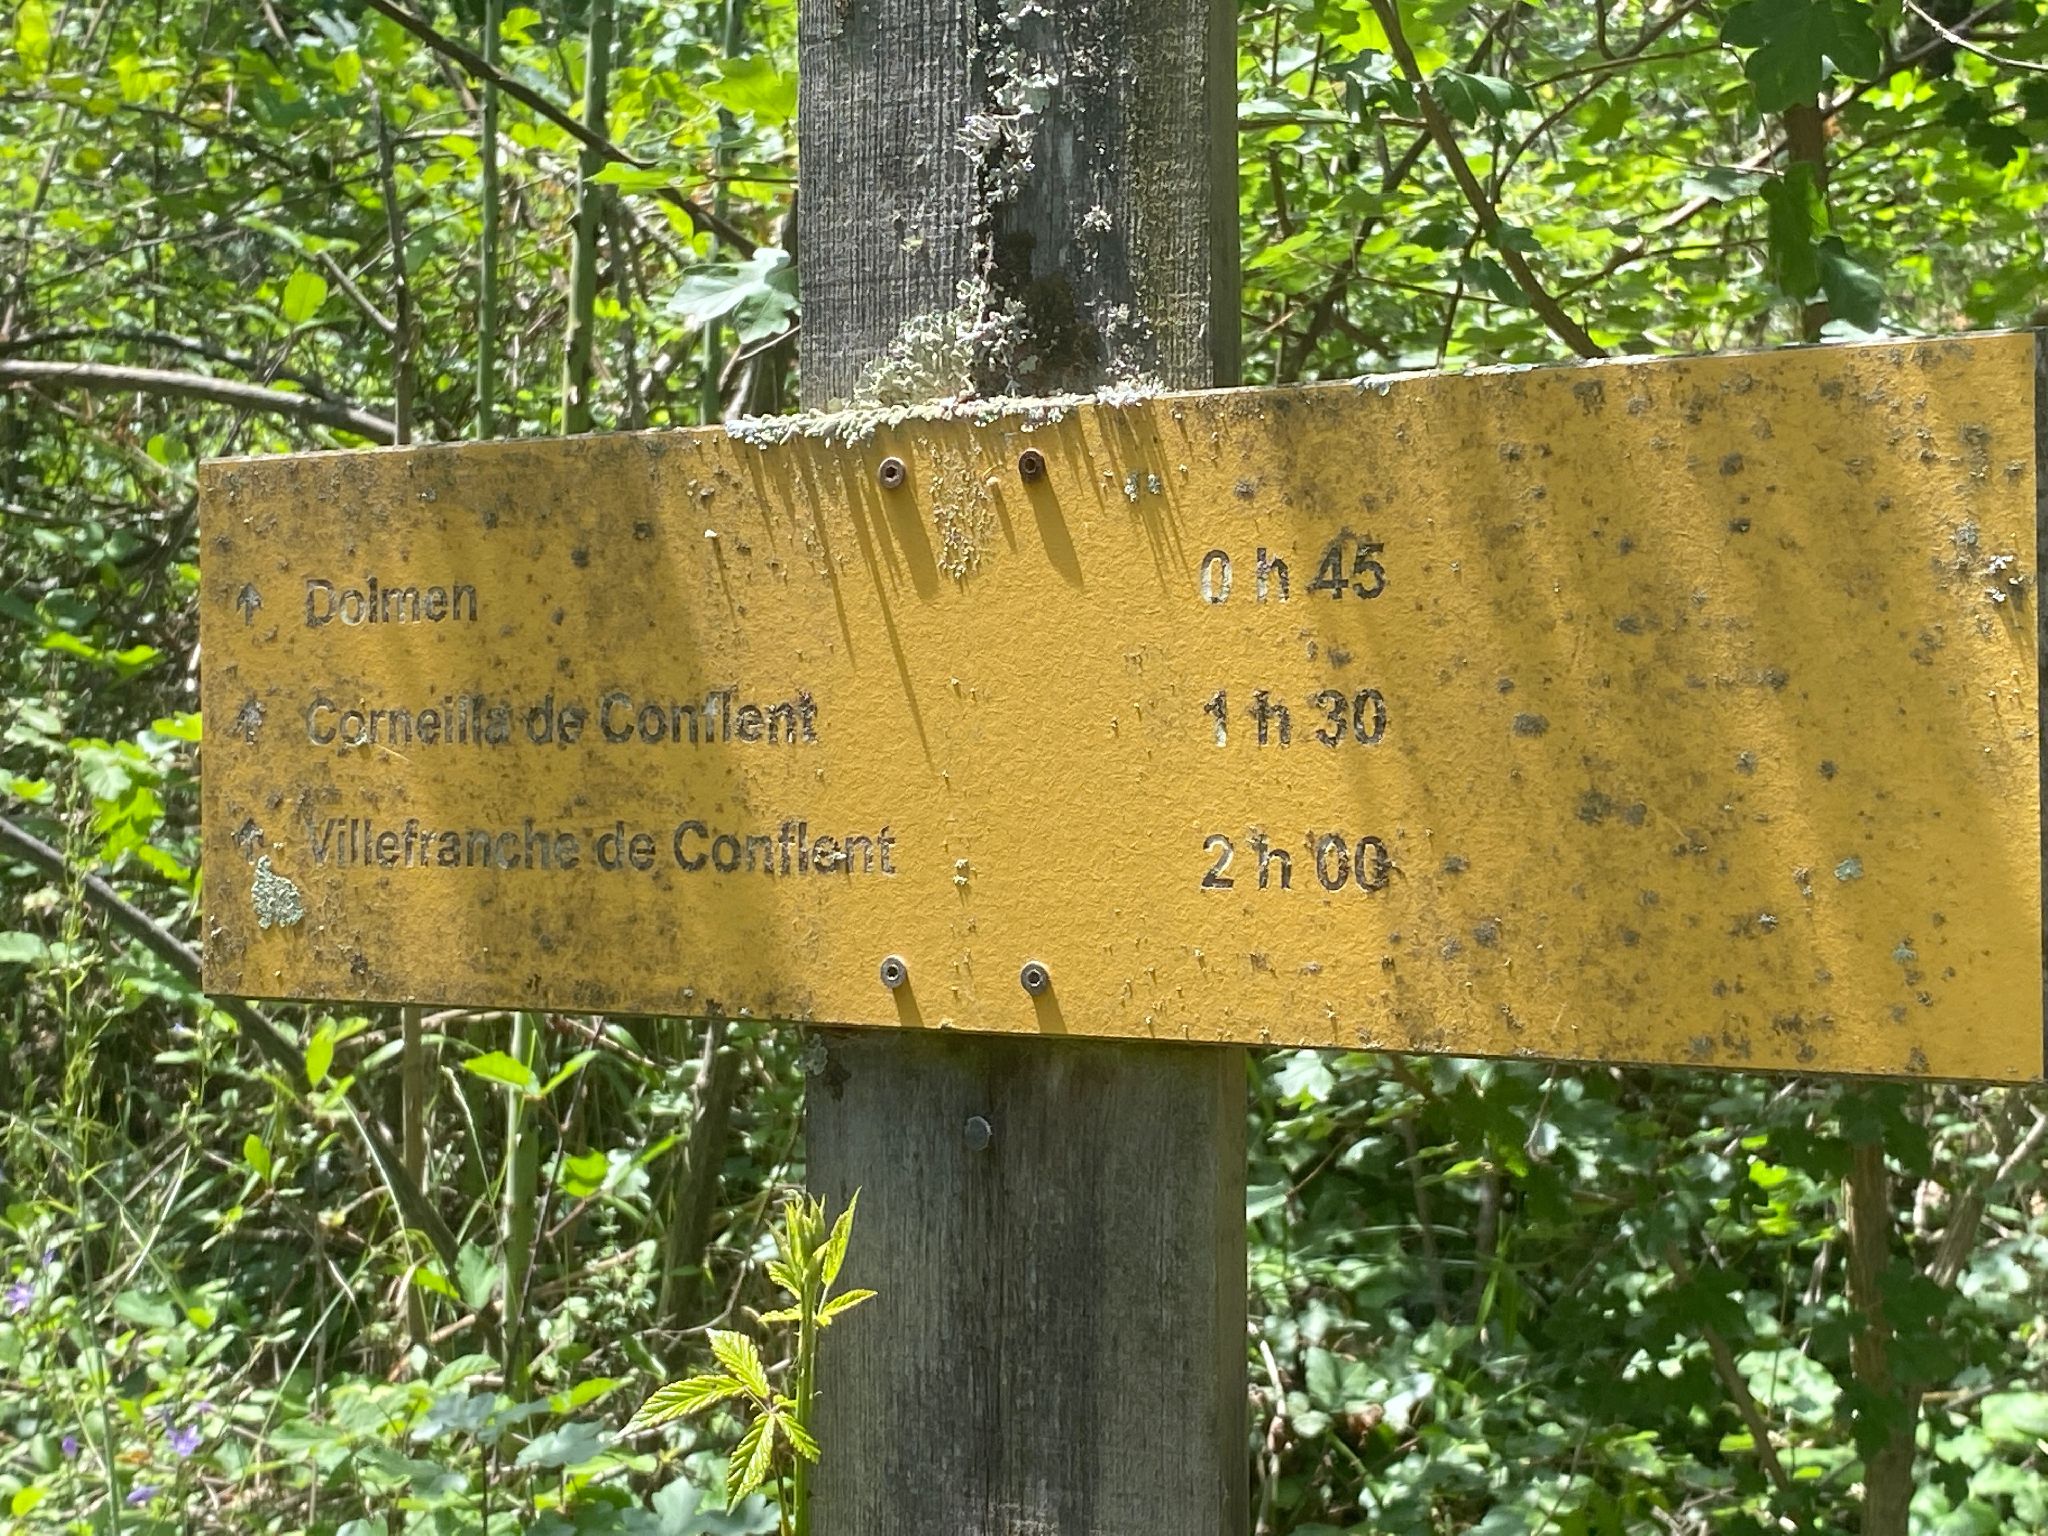 ↑ Dolmen 0 h 45
↑ Corneilla de Conflent 1 h 30
↑ Villefranche de Conflent 2 h 00